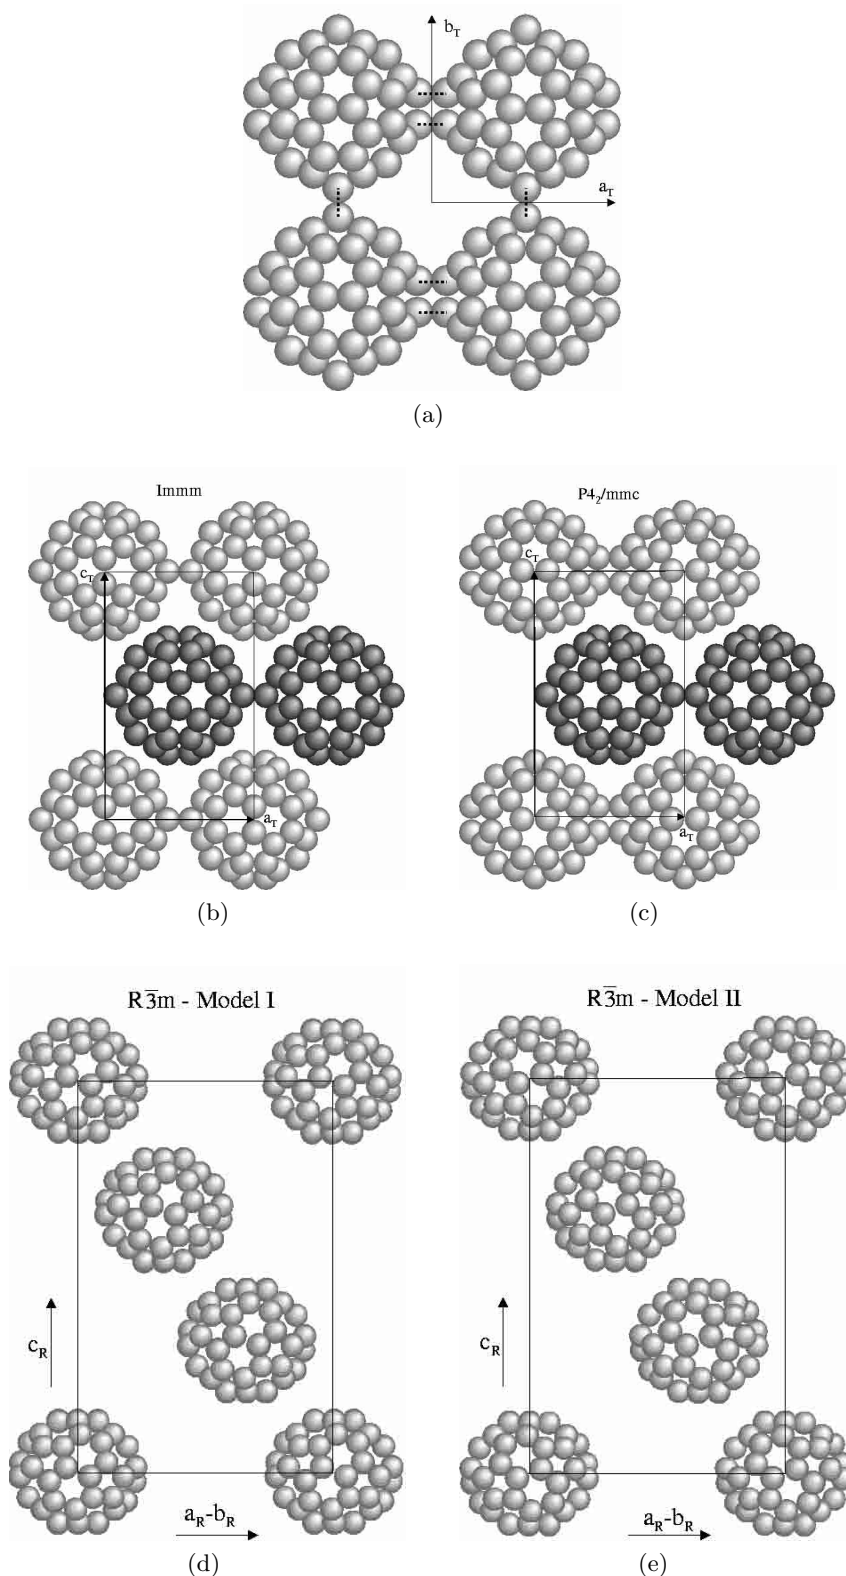 b_T
a_T
(a)
Immm
P4_2/mmc
c_T
c_T
a_T
a_T
(b)
(c)
R3̅m - Model I
R3̅m - Model II
c_R
c_R
a_R-b_R
a_R-b_R
(d)
(e)